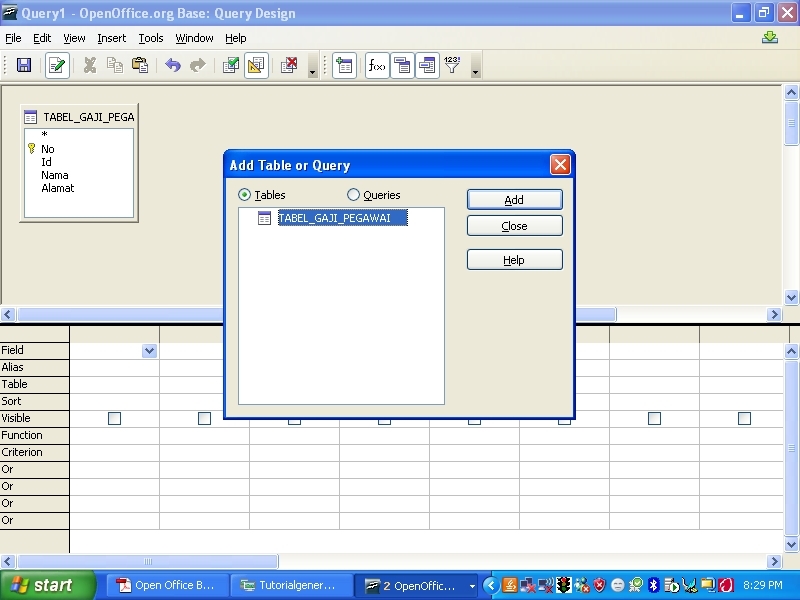 Query1 - OpenOffice.org Base: Query Design
File Edit View Insert Tools Window Help
f(x) 123!
TABEL_GAJI_PEGA
*
No
Id
Nama
Alamat
Add Table or Query
Tables Queries
TABEL_GAJI_PEGAWAI
Add
Close
Help
Field
Alias
Table
Sort
Visible
Function
Criterion
Or
Or
Or
Or
start Open Office B... Tutorialgener... 2 OpenOffic... 8:29 PM